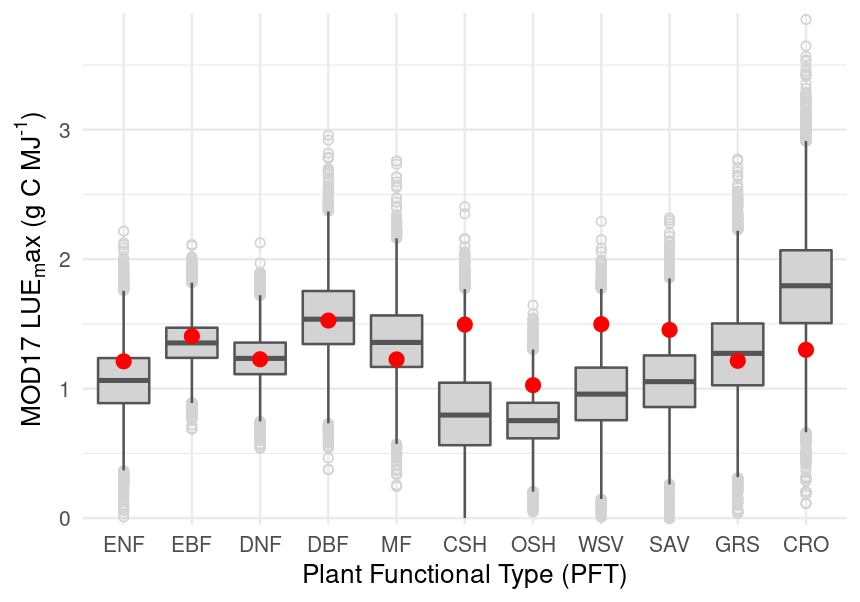 MOD17 LUEₘax (g C MJ⁻¹)
3
2
1
0
ENF EBF DNF DBF MF CSH OSH WSV SAV GRS CRO
Plant Functional Type (PFT)